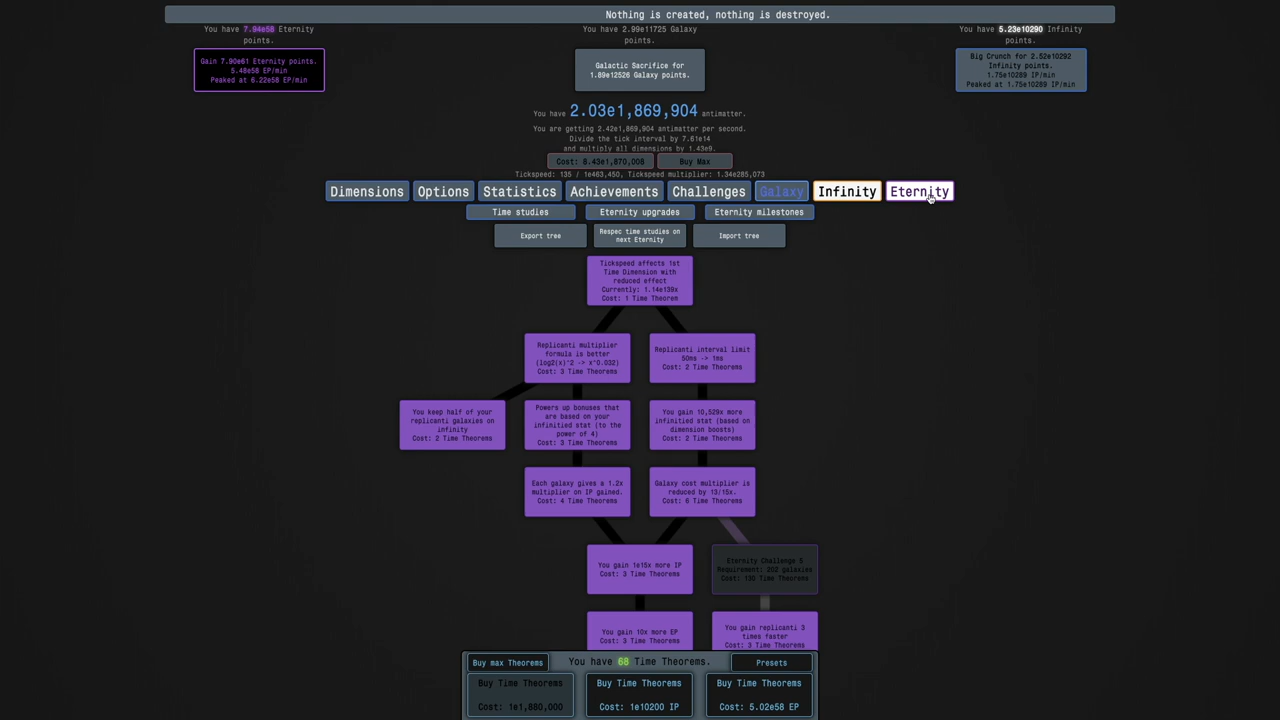 Nothing is created, nothing is destroyed.
You have 7.94e58 Eternity
points.
Gain 7.90e61 Eternity points.
5.48e58 EP/min
Peaked at 6.22e58 EP/min
You have 2.99e11725 Galaxy
points.
Galactic Sacrifice for
1.89e12526 Galaxy points.
You have 5.23e10290 Infinity
points.
Big Crunch for 2.52e10292
Infinity points.
1.75e10289 IP/min
Peaked at 1.75e10289 IP/min
You have 2.03e1,869,904 antimatter.
You are getting 2.42e1,869,904 antimatter per second.
Divide the tick interval by 7.61e14
and multiply all dimensions by 1.43e9.
Cost: 8.43e1,870,008
Buy Max
Tickspeed: 135 / 1e463,450, Tickspeed multiplier: 1.34e285,073
Dimensions
Options
Statistics
Achievements
Challenges
Galaxy
Infinity
Eternity
Time studies
Eternity upgrades
Eternity milestones
Export tree
Respec time studies on
next Eternity
Import tree
Tickspeed affects 1st
Time Dimension with
reduced effect
Currently: 1.14e139x
Cost: 1 Time Theorem
Replicanti multiplier
formula is better
(log2(x)^2 -> x^0.032)
Cost: 3 Time Theorems
Replicanti interval limit
50ms -> 1ms
Cost: 2 Time Theorems
You keep half of your
replicanti galaxies on
infinity
Cost: 2 Time Theorems
Powers up bonuses that
are based on your
infinitied stat (to the
power of 4)
Cost: 3 Time Theorems
You gain 10,529x more
infinitied stat (based on
dimension boosts)
Cost: 2 Time Theorems
Each galaxy gives a 1.2x
multiplier on IP gained.
Cost: 4 Time Theorems
Galaxy cost multiplier is
reduced by 13/15x.
Cost: 6 Time Theorems
You gain 1e15x more IP
Cost: 3 Time Theorems
Eternity Challenge 5
Requirement: 202 galaxies
Cost: 130 Time Theorems
You gain 10x more EP
Cost: 3 Time Theorems
You gain replicanti 3
times faster
Cost: 3 Time Theorems
Buy max Theorems
You have 68 Time Theorems.
Presets
Buy Time Theorems
Cost: 1e1,880,000
Buy Time Theorems
Cost: 1e10200 IP
Buy Time Theorems
Cost: 5.02e58 EP